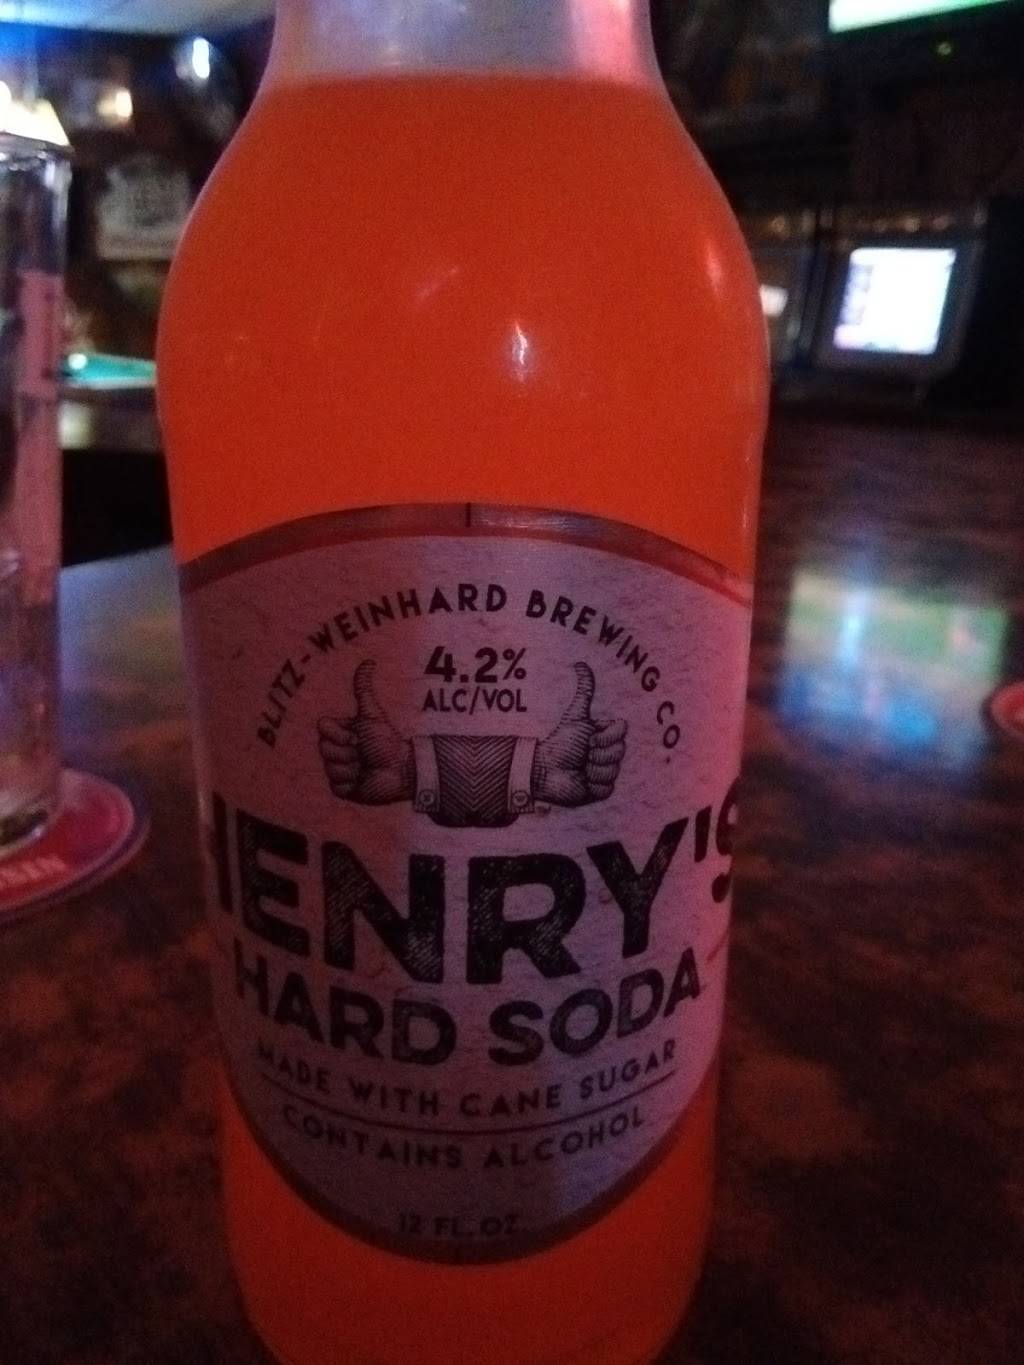 BLITZ-WEINHARD BREWING CO.
4.2%
ALC/VOL
HENRY'S
HARD SODA
MADE WITH CANE SUGAR
CONTAINS ALCOHOL
12 FL. OZ.